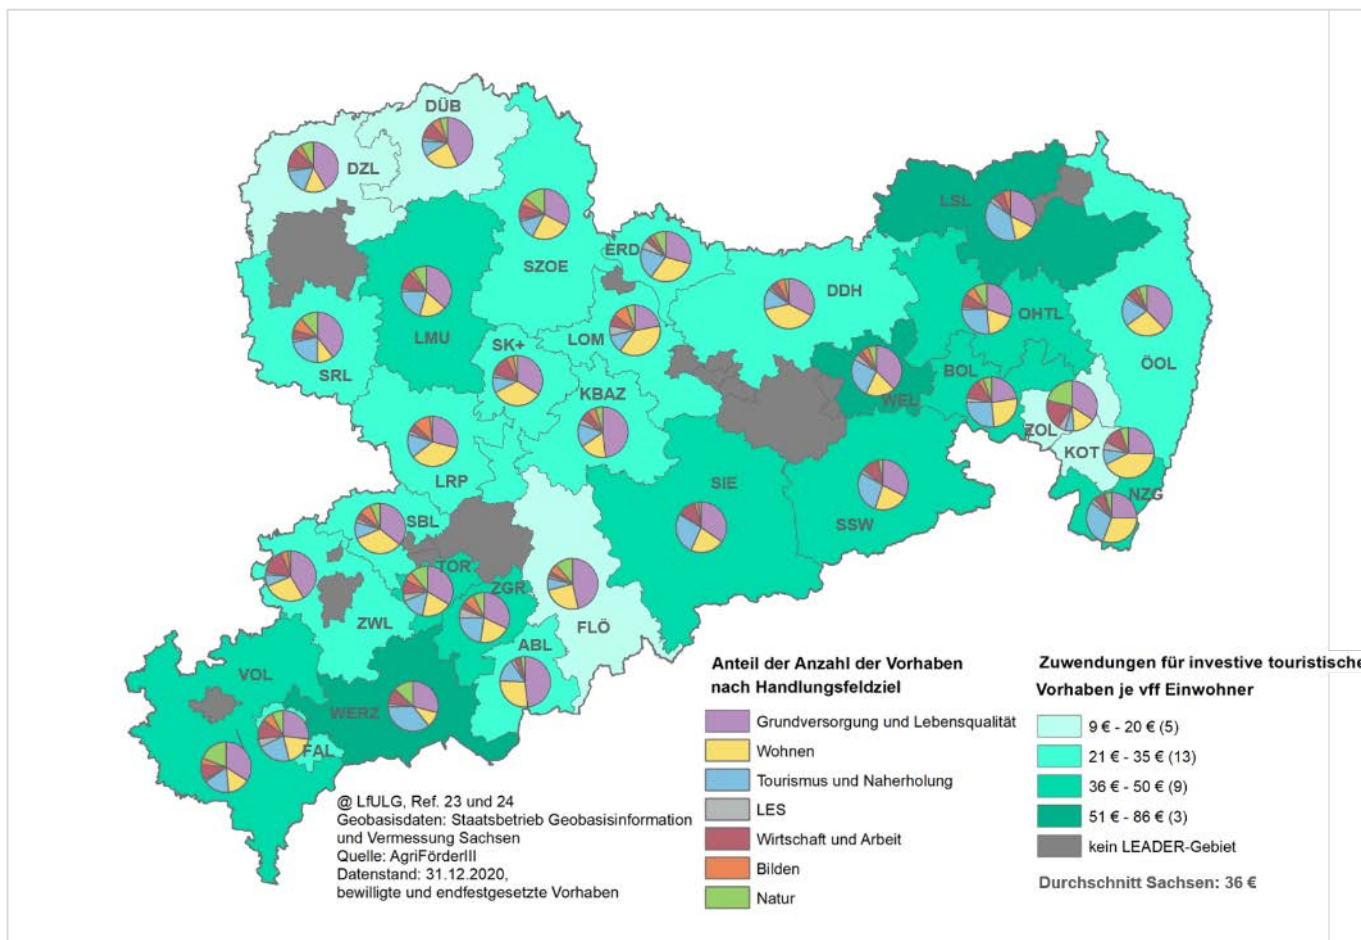 DÜB
DZL
LSL
ERD
SZOE
DDH
OHTL
LMU
LOM
SK+
ÖOL
SRL
BOL
KBAZ
WEL
ZOL
KOT
LRP
SIE
NZG
SSW
SBL
TOR
ZGR
FLÖ
ZWL
ABL
VOL
WERZ
FAL
Anteil der Anzahl der Vorhaben
nach Handlungsfeldziel
Grundversorgung und Lebensqualität
Wohnen
Tourismus und Naherholung
LES
Wirtschaft und Arbeit
Bilden
Natur
Zuwendungen für investive touristische
Vorhaben je vff Einwohner
9 € - 20 € (5)
21 € - 35 € (13)
36 € - 50 € (9)
51 € - 86 € (3)
kein LEADER-Gebiet
Durchschnitt Sachsen: 36 €
@ LfULG, Ref. 23 und 24
Geobasisdaten: Staatsbetrieb Geobasisinformation
und Vermessung Sachsen
Quelle: AgriFörderIII
Datenstand: 31.12.2020,
bewilligte und endfestgesetzte Vorhaben